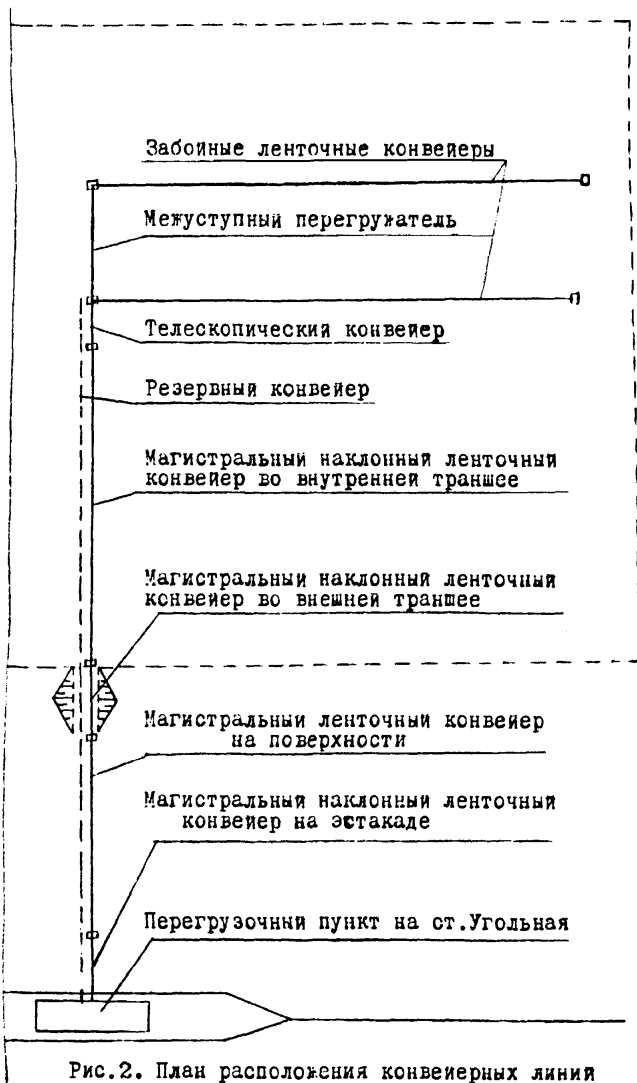 Забойные ленточные конвейеры
Межуступный перегружатель
Телескопический конвейер
Резервный конвейер
Магистральный наклонный ленточный
конвейер во внутренней траншее
Магистральный наклонный ленточный
конвейер во внешней траншее
Магистральный ленточный конвейер
на поверхности
Магистральный наклонный ленточный
конвейер на эстакаде
Перегрузочный пункт на ст.Угольная
Рис.2. План расположения конвейерных линий